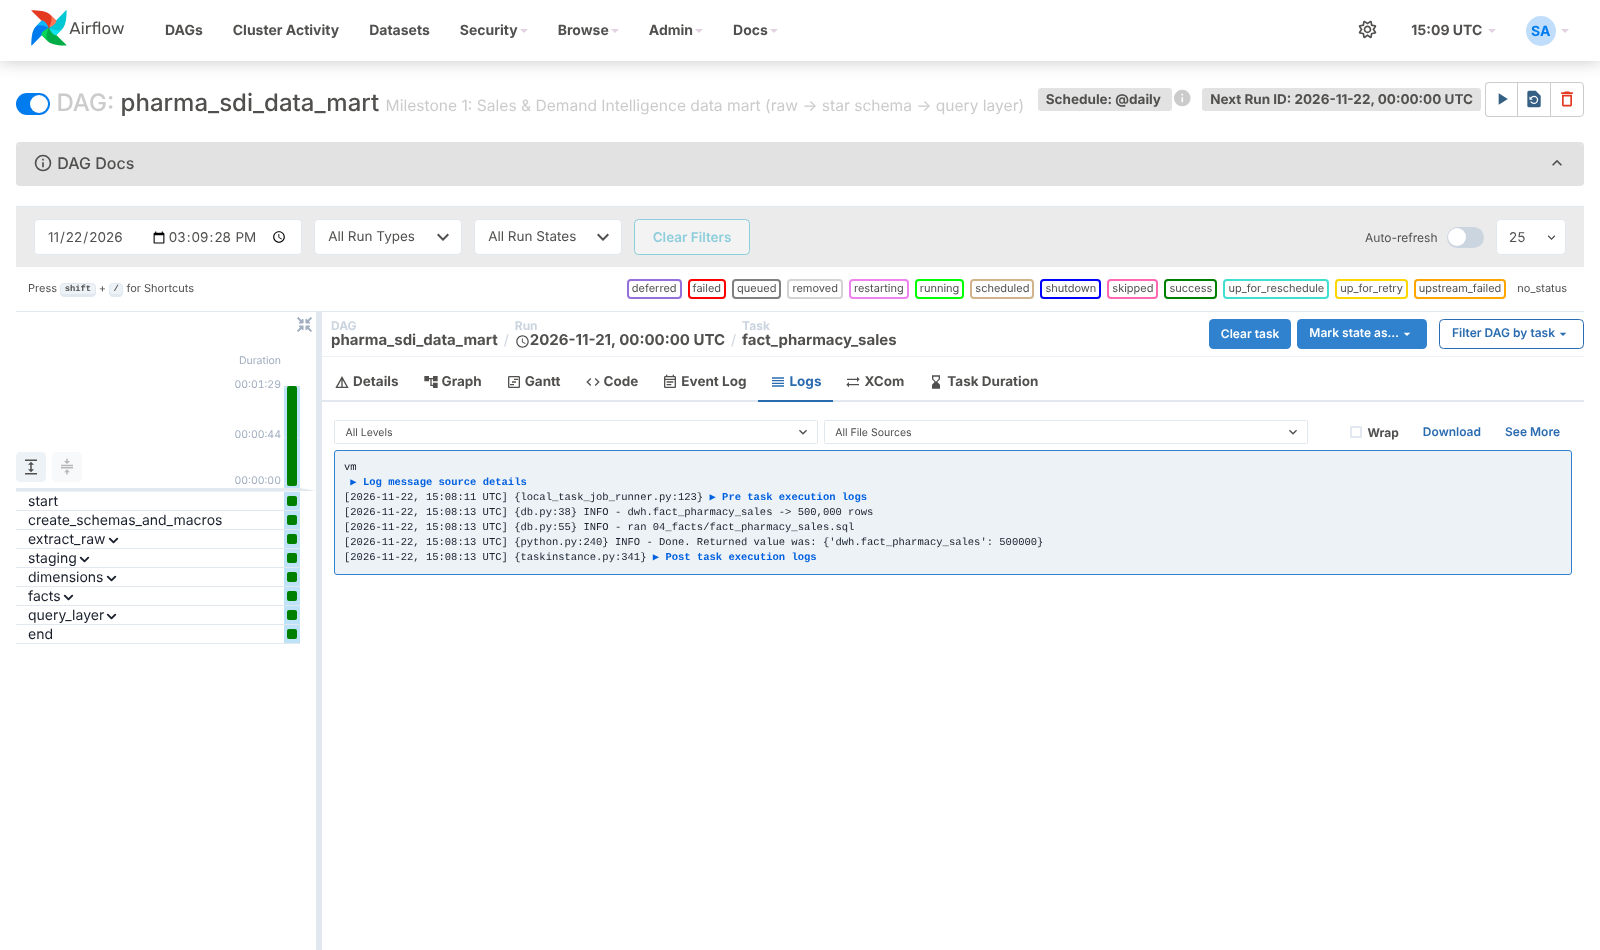 Airflow DAGs Cluster Activity Datasets Security Browse Admin Docs 15:09 UTC SA
DAG: pharma_sdi_data_mart Milestone 1: Sales & Demand Intelligence data mart (raw → star schema → query layer) Schedule: @daily Next Run ID: 2026-11-22, 00:00:00 UTC
DAG Docs
11/22/2026 03:09:28 PM All Run Types All Run States Clear Filters Auto-refresh 25
Press shift + / for Shortcuts deferred failed queued removed restarting running scheduled shutdown skipped success up_for_reschedule up_for_retry upstream_failed no_status
DAG Run Task
pharma_sdi_data_mart / 2026-11-21, 00:00:00 UTC / fact_pharmacy_sales Clear task Mark state as... Filter DAG by task
Duration
00:01:29
00:00:44
00:00:00
start
create_schemas_and_macros
extract_raw
staging
dimensions
facts
query_layer
end
Details Graph Gantt Code Event Log Logs XCom Task Duration
All Levels All File Sources Wrap Download See More
vm
▶ Log message source details
[2026-11-22, 15:08:11 UTC] {local_task_job_runner.py:123} ▶ Pre task execution logs
[2026-11-22, 15:08:13 UTC] {db.py:38} INFO - dwh.fact_pharmacy_sales -> 500,000 rows
[2026-11-22, 15:08:13 UTC] {db.py:55} INFO - ran 04_facts/fact_pharmacy_sales.sql
[2026-11-22, 15:08:13 UTC] {python.py:240} INFO - Done. Returned value was: {'dwh.fact_pharmacy_sales': 500000}
[2026-11-22, 15:08:13 UTC] {taskinstance.py:341} ▶ Post task execution logs